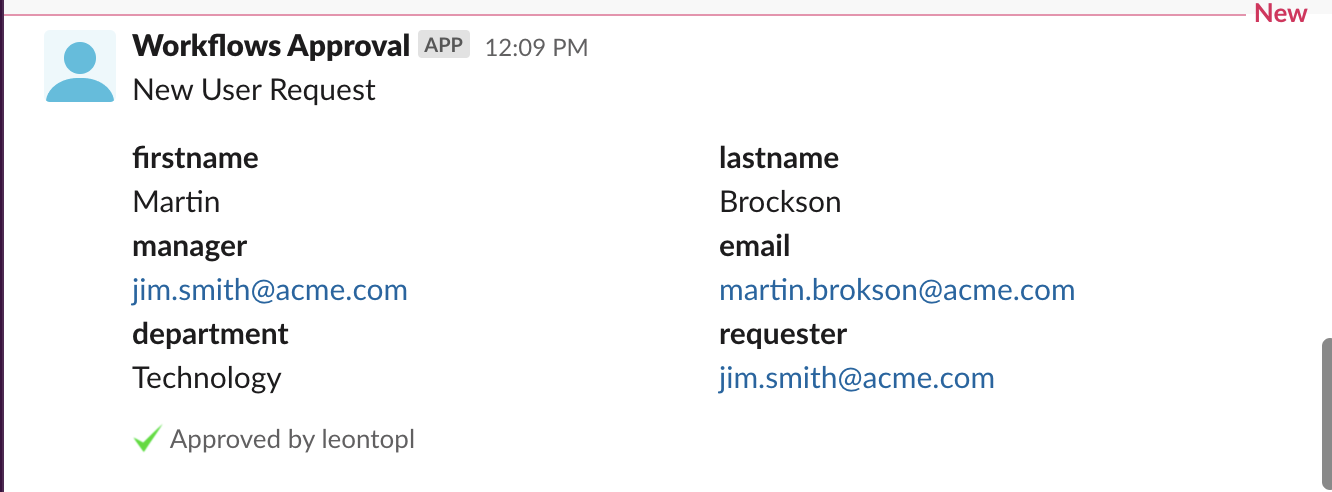 New
Workflows Approval APP 12:09 PM
New User Request
firstname
Martin
lastname
Brockson
manager
jim.smith@acme.com
email
martin.brokson@acme.com
department
Technology
requester
jim.smith@acme.com
Approved by leontopl